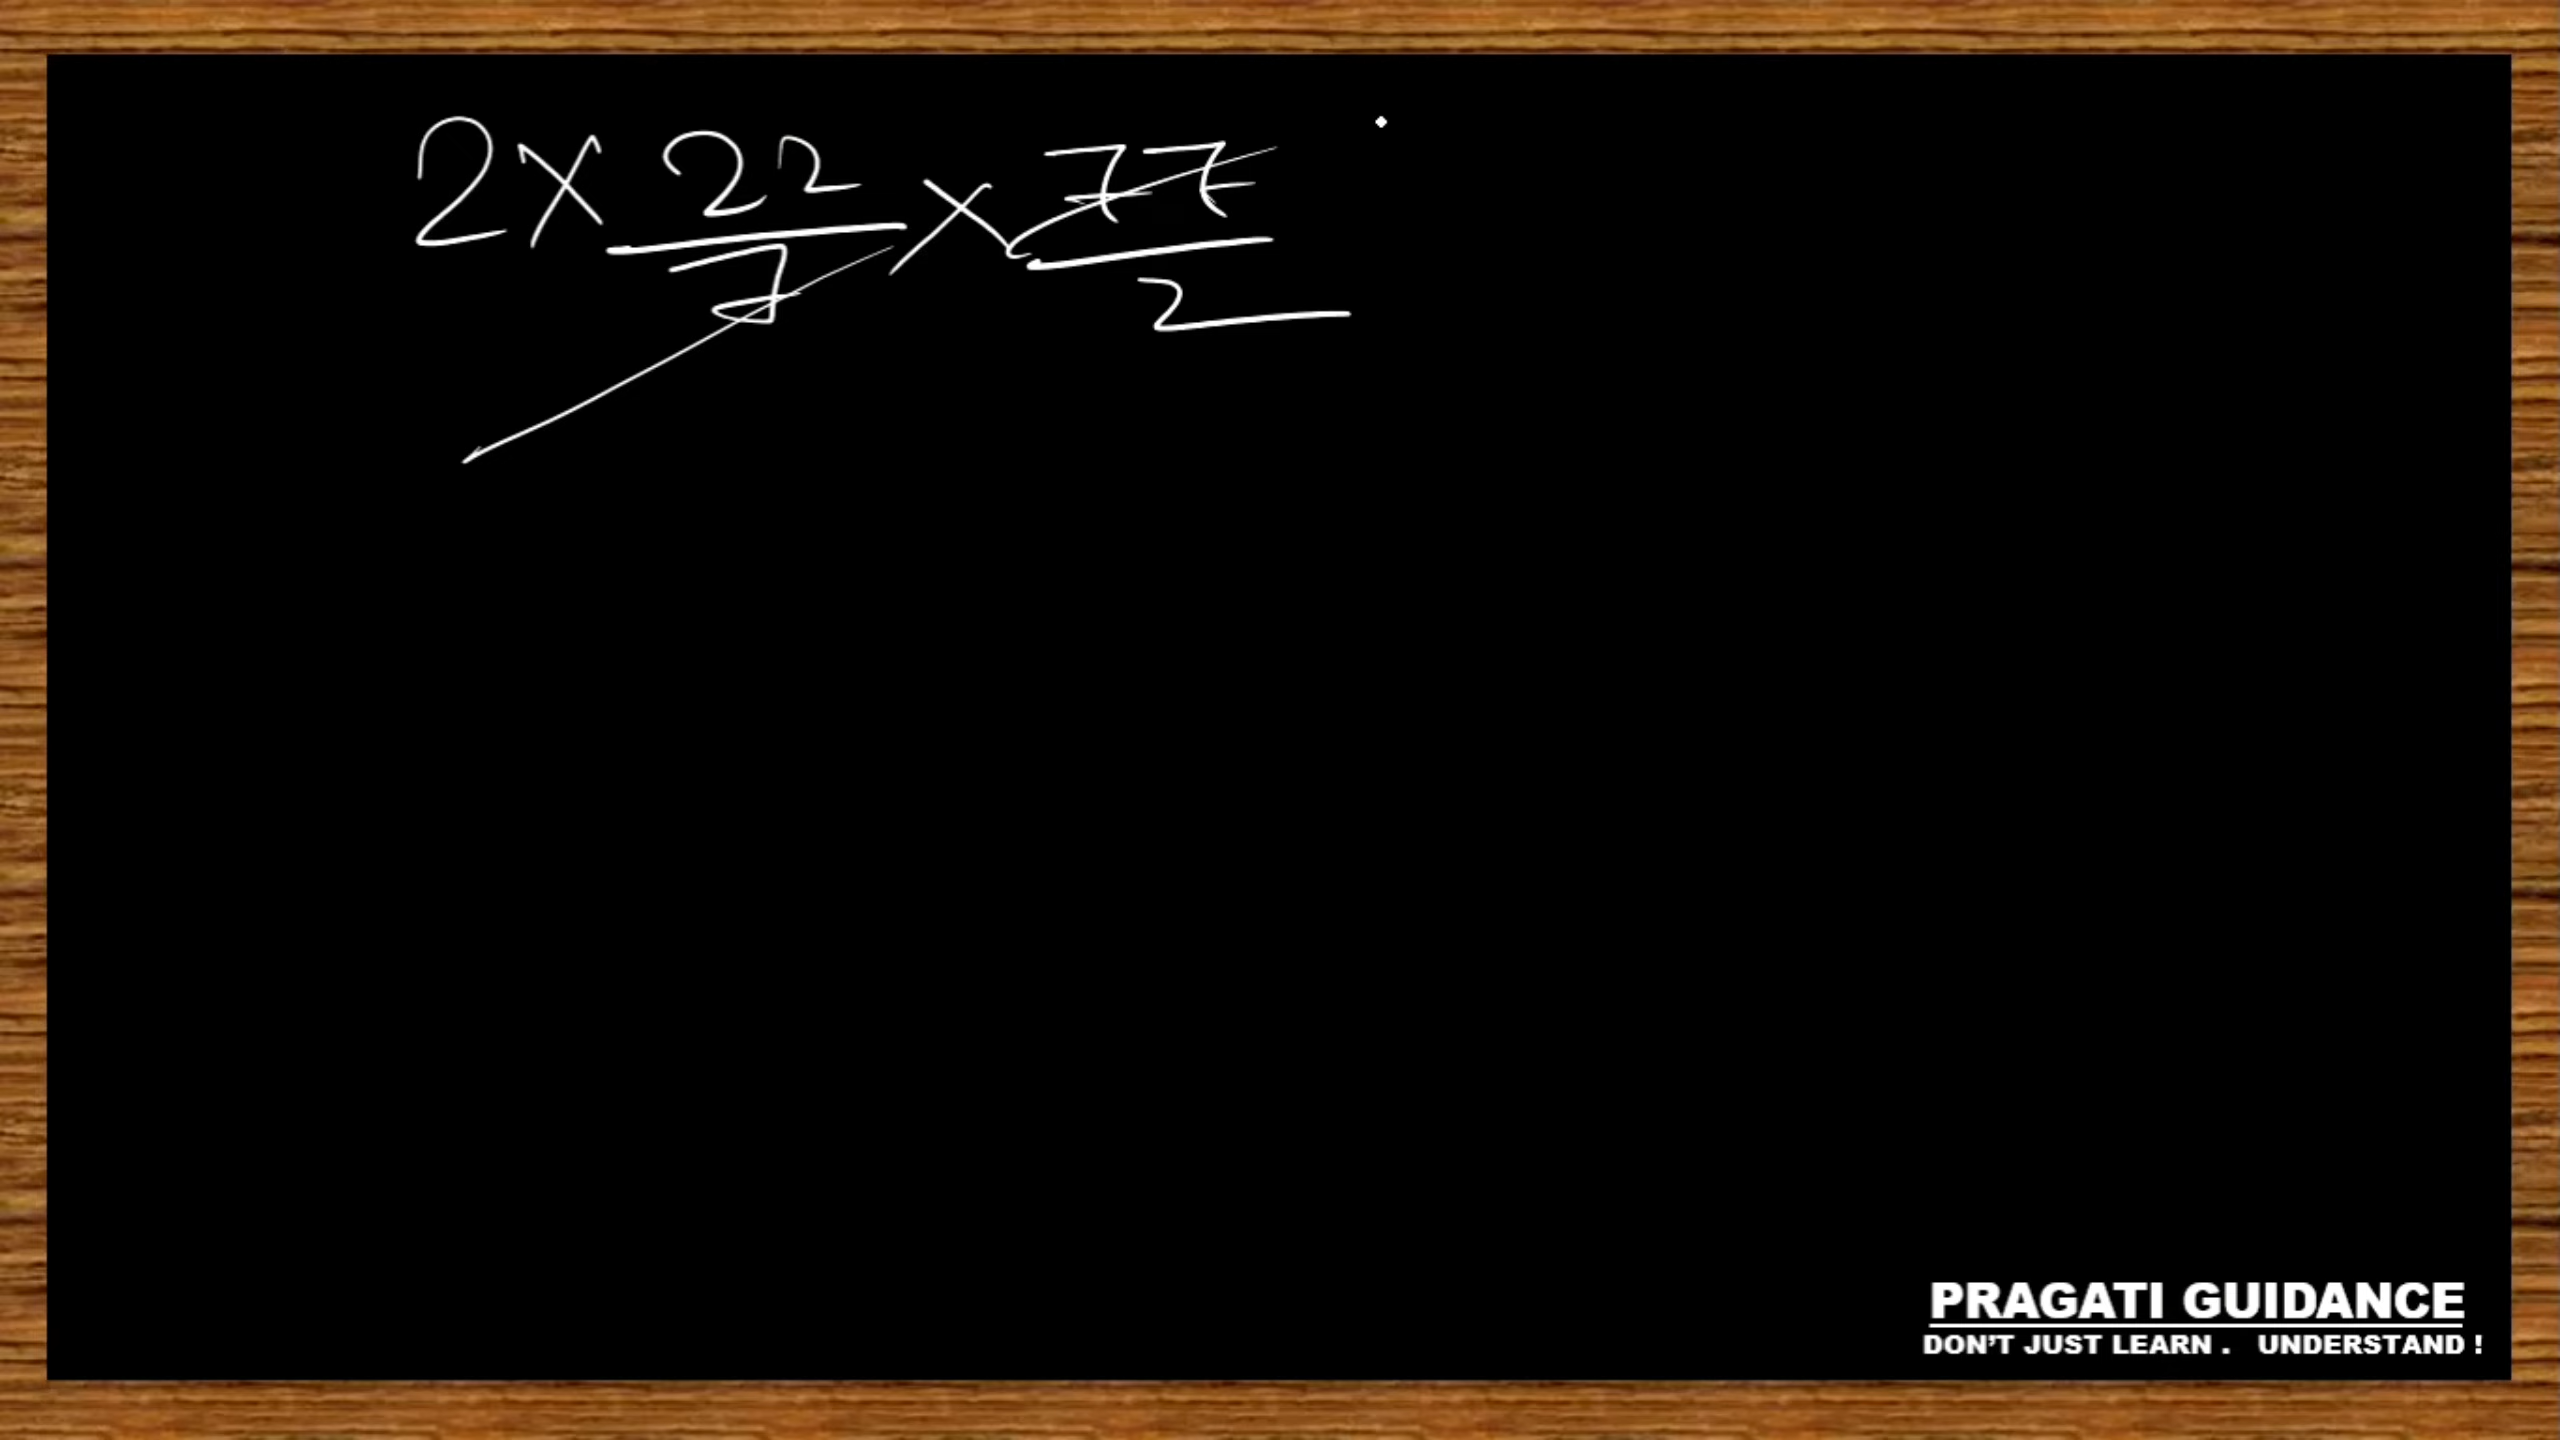 2 × 22/7 × 77/2
PRAGATI GUIDANCE
DON'T JUST LEARN . UNDERSTAND !